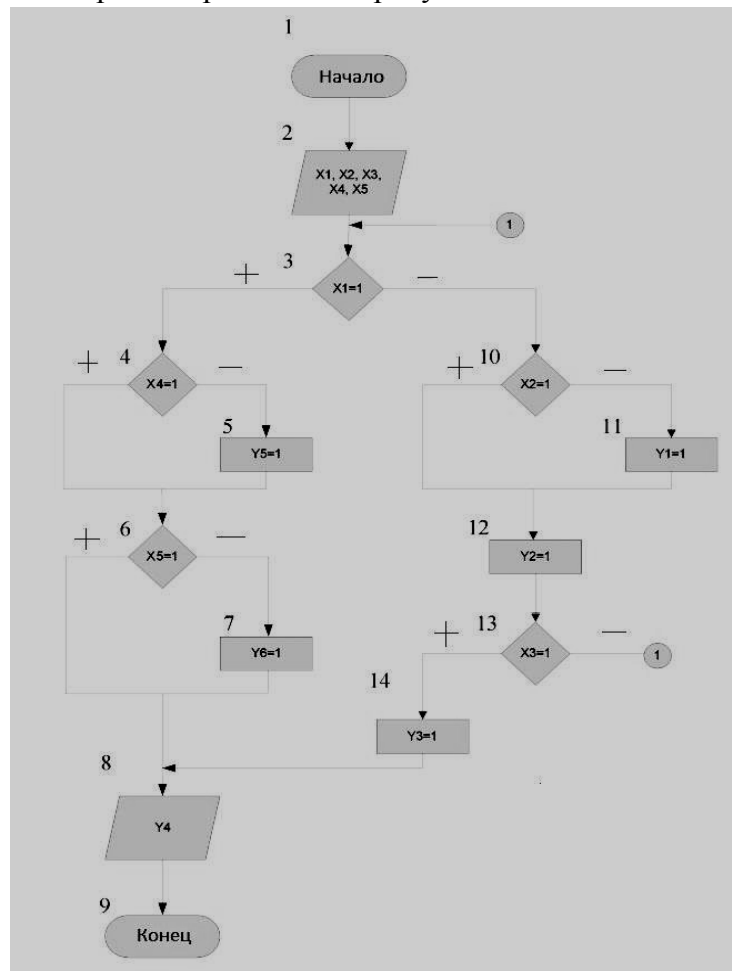 1
Начало
2
X1, X2, X3,
X4, X5
1
3
+
X1=1
—
4
+
X4=1
—
10
+
X2=1
—
5
Y5=1
11
Y1=1
6
+
X5=1
—
12
Y2=1
7
Y6=1
13
+
X3=1
—
1
14
Y3=1
8
Y4
9
Конец